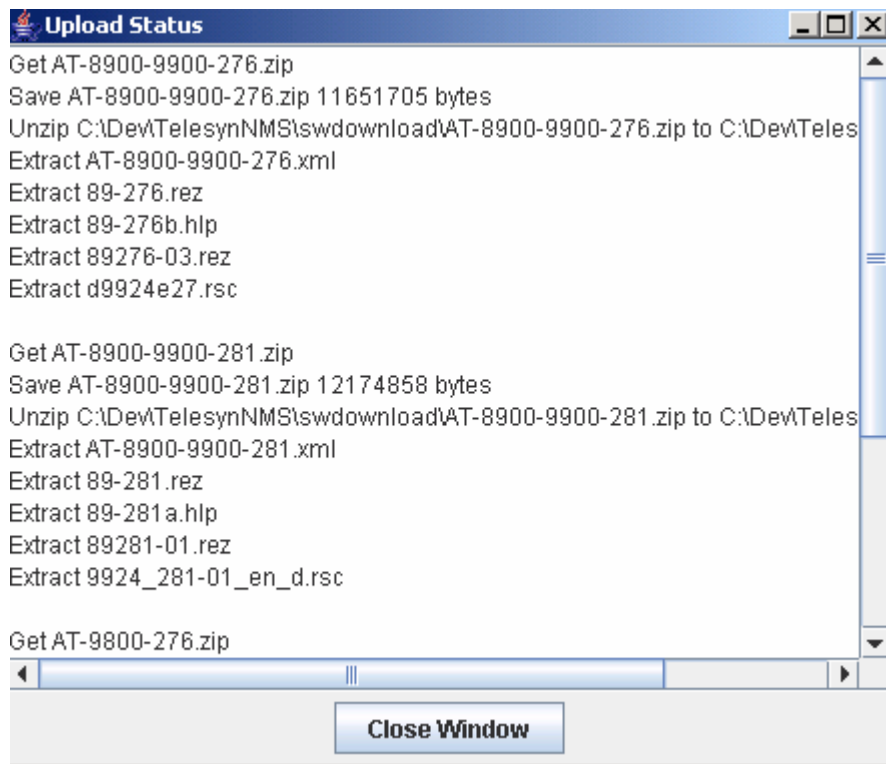 Upload Status
Get AT-8900-9900-276.zip
Save AT-8900-9900-276.zip 11651705 bytes
Unzip C:\Dev\TelesynNMS\swdownload\AT-8900-9900-276.zip to C:\Dev\Teles
Extract AT-8900-9900-276.xml
Extract 89-276.rez
Extract 89-276b.hlp
Extract 89276-03.rez
Extract d9924e27.rsc
Get AT-8900-9900-281.zip
Save AT-8900-9900-281.zip 12174858 bytes
Unzip C:\Dev\TelesynNMS\swdownload\AT-8900-9900-281.zip to C:\Dev\Teles
Extract AT-8900-9900-281.xml
Extract 89-281.rez
Extract 89-281a.hlp
Extract 89281-01.rez
Extract 9924_281-01_en_d.rsc
Get AT-9800-276.zip
Close Window